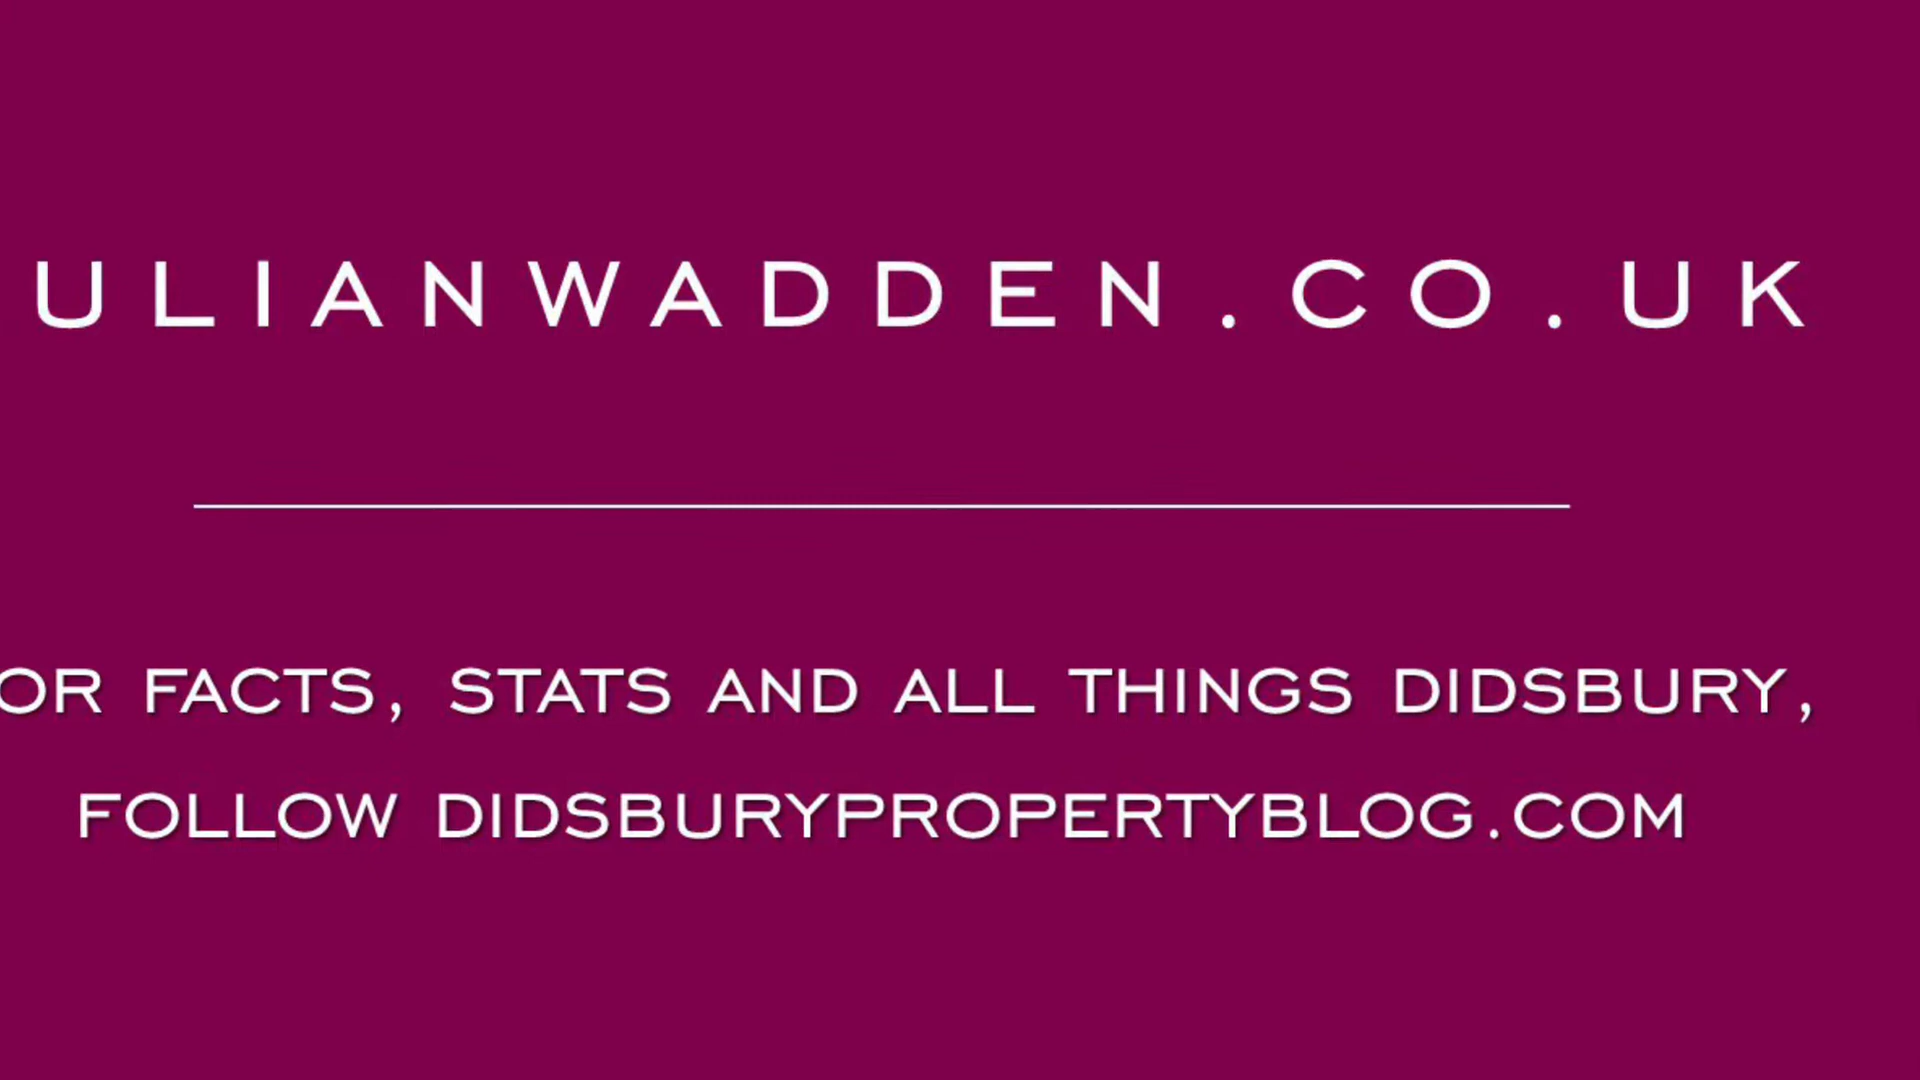 ULIANWADDEN.CO.UK
OR FACTS, STATS AND ALL THINGS DIDSBURY,
FOLLOW DIDSBURYPROPERTYBLOG.COM